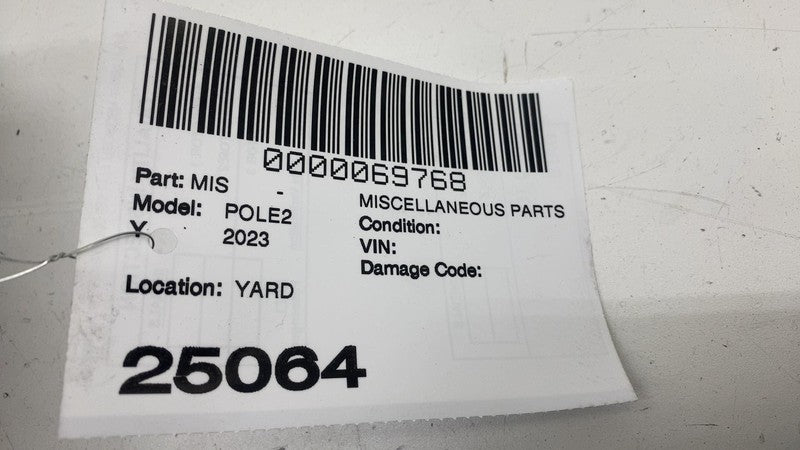 0000069768
Part: MIS - MISCELLANEOUS PARTS
Model: POLE2 Condition:
Y 2023 VIN:
Damage Code:
Location: YARD
25064